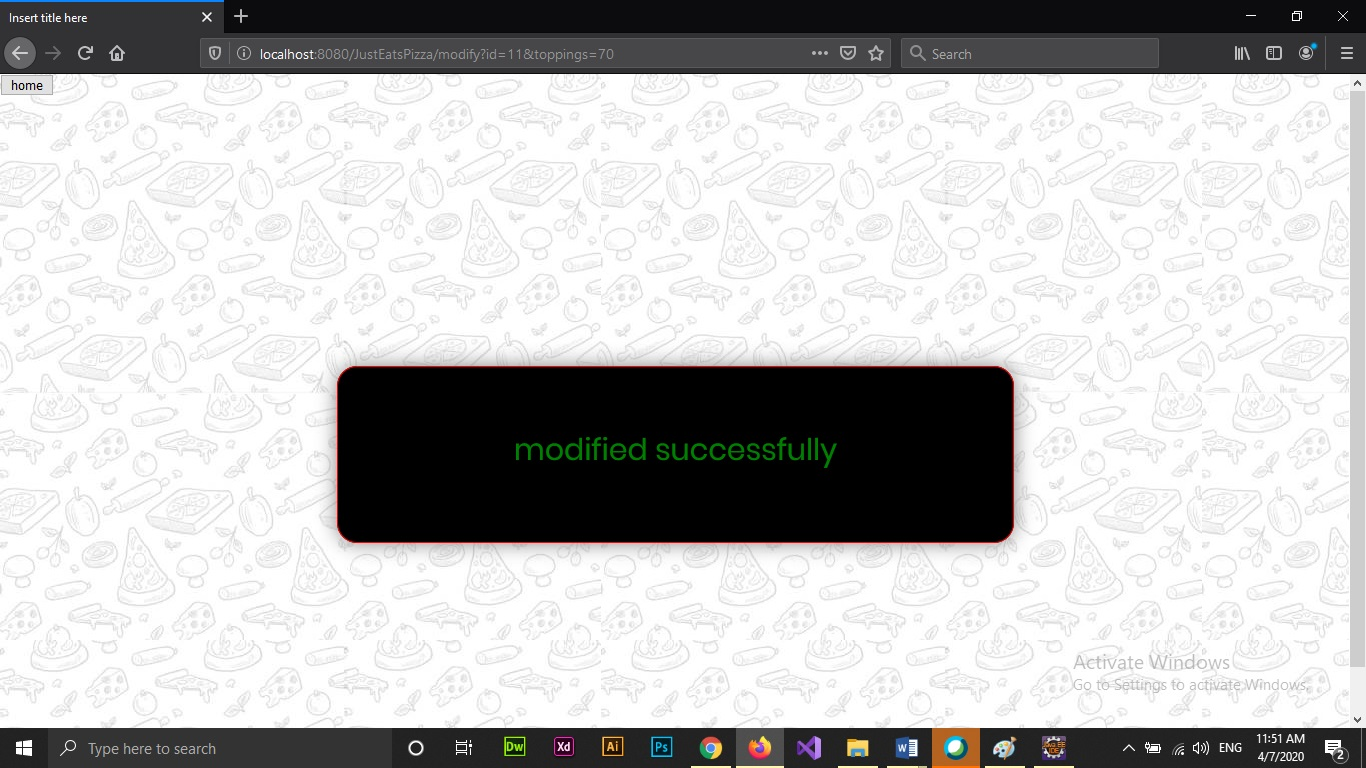 Insert title here
localhost:8080/JustEatsPizza/modify?id=11&toppings=70
Search
home
modified successfully
Activate Windows
Go to Settings to activate Windows.
Type here to search
Dw
Xd
Ai
Ps
ENG
11:51 AM
4/7/2020
2